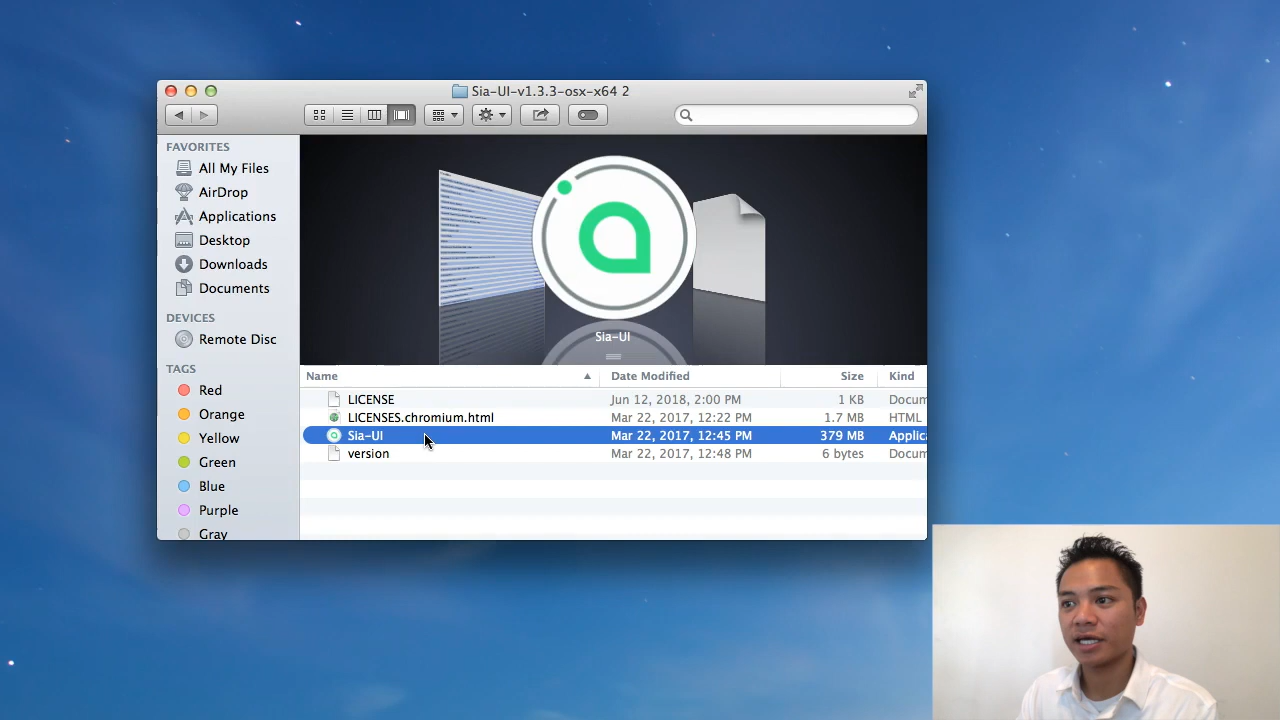 Sia-UI-v1.3.3-osx-x64 2
FAVORITES
All My Files
AirDrop
Applications
Desktop
Downloads
Documents
DEVICES
Remote Disc
TAGS
Red
Orange
Yellow
Green
Blue
Purple
Gray
Sia-UI
Name Date Modified Size Kind
LICENSE Jun 12, 2018, 2:00 PM 1 KB Docum
LICENSES.chromium.html Mar 22, 2017, 12:22 PM 1.7 MB HTML
Sia-UI Mar 22, 2017, 12:45 PM 379 MB Applic
version Mar 22, 2017, 12:48 PM 6 bytes Docum